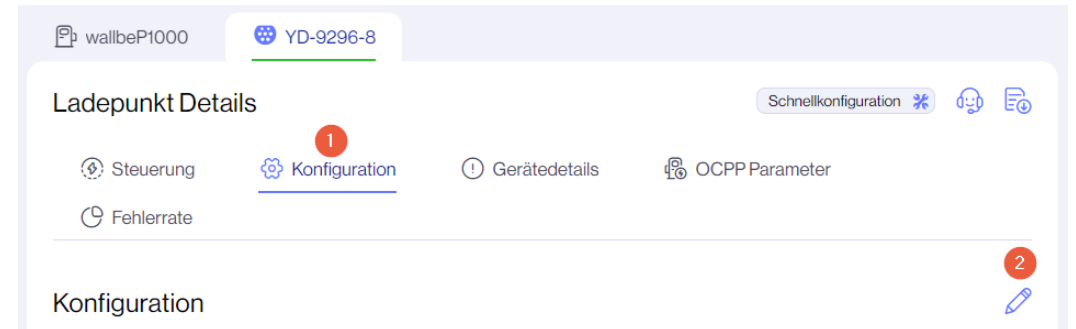 wallbeP1000 YD-9296-8
Ladepunkt Details Schnellkonfiguration
1
Steuerung Konfiguration Gerätedetails OCPP Parameter
Fehlerrate
2
Konfiguration